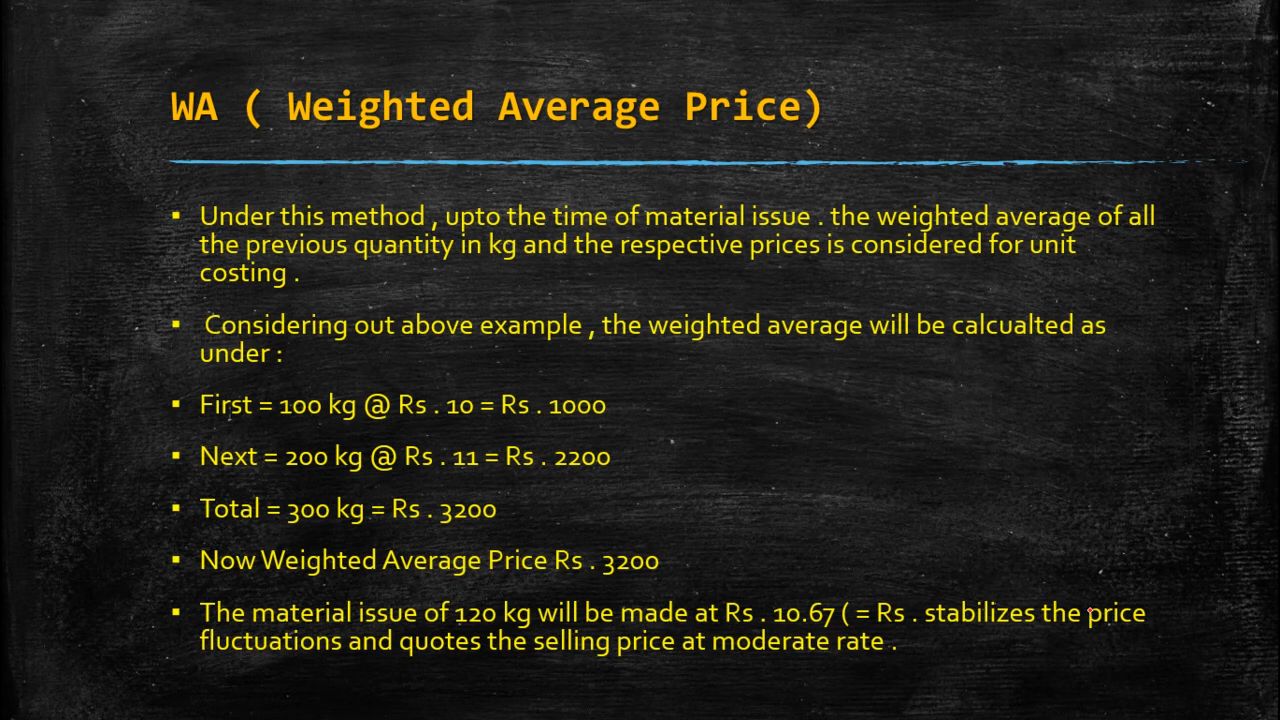 WA ( Weighted Average Price)
▪ Under this method , upto the time of material issue . the weighted average of all
the previous quantity in kg and the respective prices is considered for unit
costing .
▪ Considering out above example , the weighted average will be calcualted as
under :
▪ First = 100 kg @ Rs . 10 = Rs . 1000
▪ Next = 200 kg @ Rs . 11 = Rs . 2200
▪ Total = 300 kg = Rs . 3200
▪ Now Weighted Average Price Rs . 3200
▪ The material issue of 120 kg will be made at Rs . 10.67 ( = Rs . stabilizes the price
fluctuations and quotes the selling price at moderate rate .